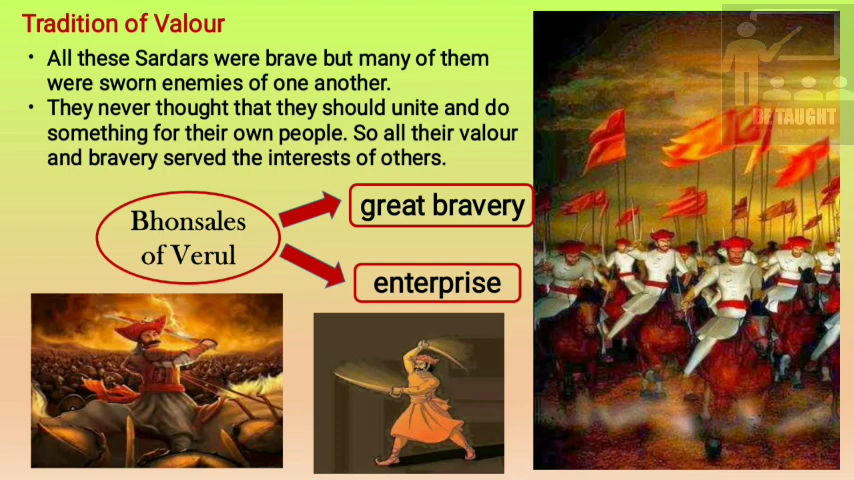 Tradition of Valour
• All these Sardars were brave but many of them
were sworn enemies of one another.
• They never thought that they should unite and do
something for their own people. So all their valour
and bravery served the interests of others.
Bhonsales
of Verul
great bravery
enterprise
BE TAUGHT